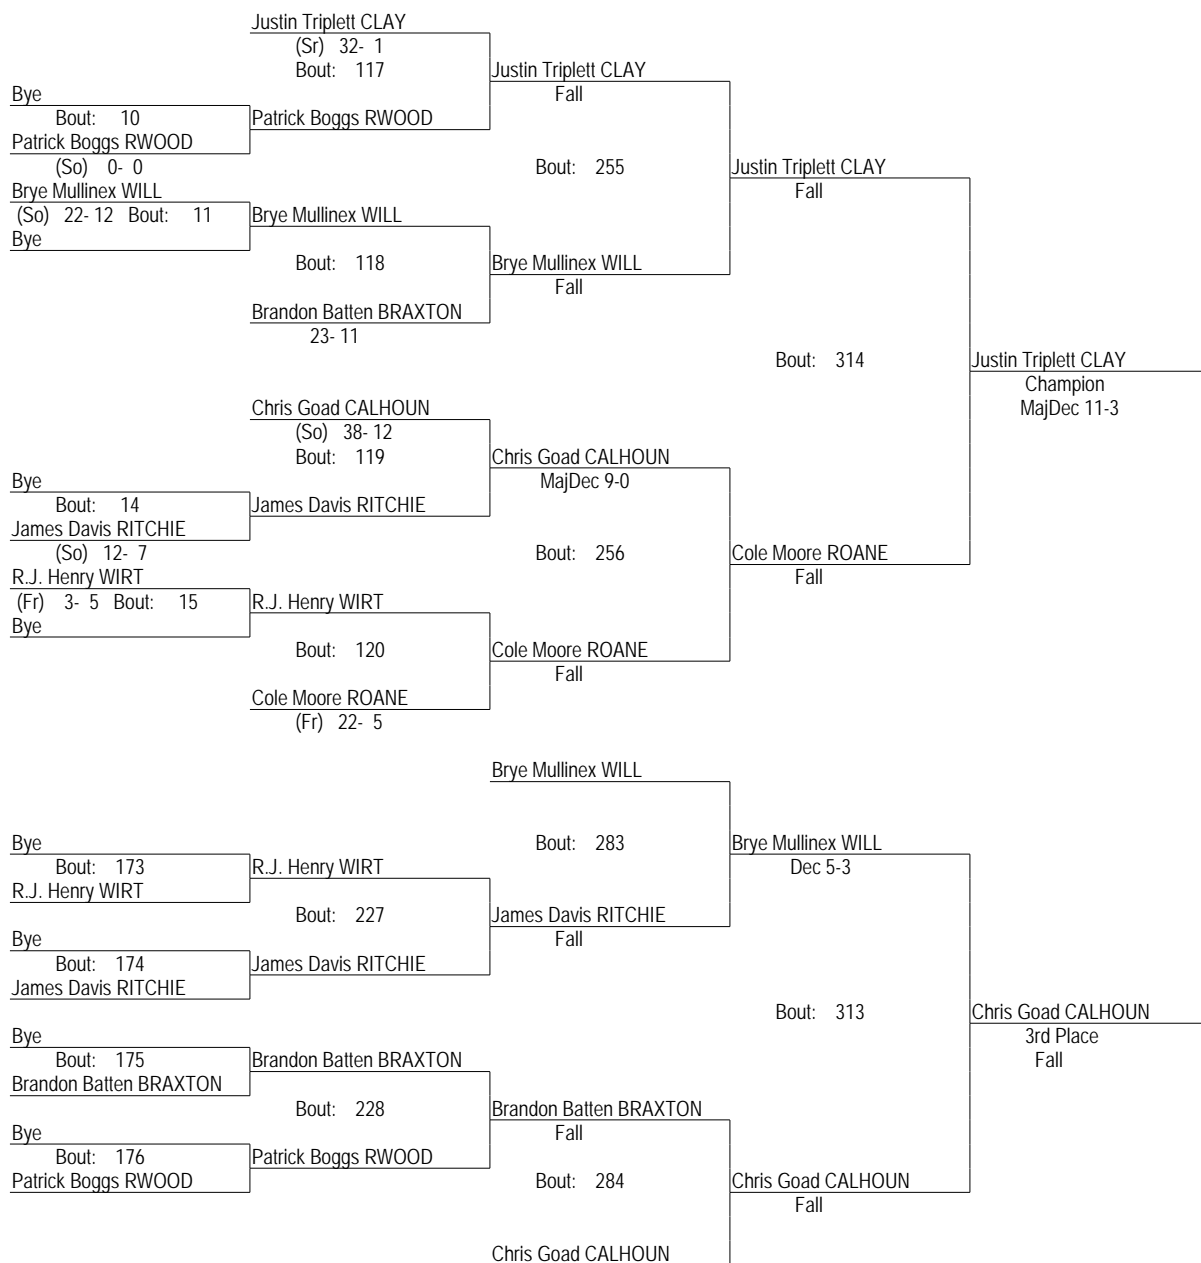 Justin Triplett CLAY
(Sr) 32- 1
Bout: 117
Justin Triplett CLAY
Fall
Bye
Bout: 10
Patrick Boggs RWOOD
Patrick Boggs RWOOD
(So) 0- 0
Bout: 255
Justin Triplett CLAY
Fall
Brye Mullinex WILL
(So) 22- 12 Bout: 11
Brye Mullinex WILL
Bye
Bout: 118
Brye Mullinex WILL
Fall
Brandon Batten BRAXTON
23- 11
Bout: 314
Justin Triplett CLAY
Champion
MajDec 11-3
Chris Goad CALHOUN
(So) 38- 12
Bout: 119
Chris Goad CALHOUN
MajDec 9-0
Bye
Bout: 14
James Davis RITCHIE
James Davis RITCHIE
(So) 12- 7
Bout: 256
Cole Moore ROANE
Fall
R.J. Henry WIRT
(Fr) 3- 5 Bout: 15
R.J. Henry WIRT
Bye
Bout: 120
Cole Moore ROANE
Fall
Cole Moore ROANE
(Fr) 22- 5
Brye Mullinex WILL
Bye
Bout: 173
R.J. Henry WIRT
R.J. Henry WIRT
Bout: 283
Brye Mullinex WILL
Dec 5-3
Bout: 227
James Davis RITCHIE
Fall
Bye
Bout: 174
James Davis RITCHIE
James Davis RITCHIE
Bout: 313
Chris Goad CALHOUN
3rd Place
Fall
Bye
Bout: 175
Brandon Batten BRAXTON
Brandon Batten BRAXTON
Bout: 228
Brandon Batten BRAXTON
Fall
Bye
Bout: 176
Patrick Boggs RWOOD
Patrick Boggs RWOOD
Bout: 284
Chris Goad CALHOUN
Fall
Chris Goad CALHOUN